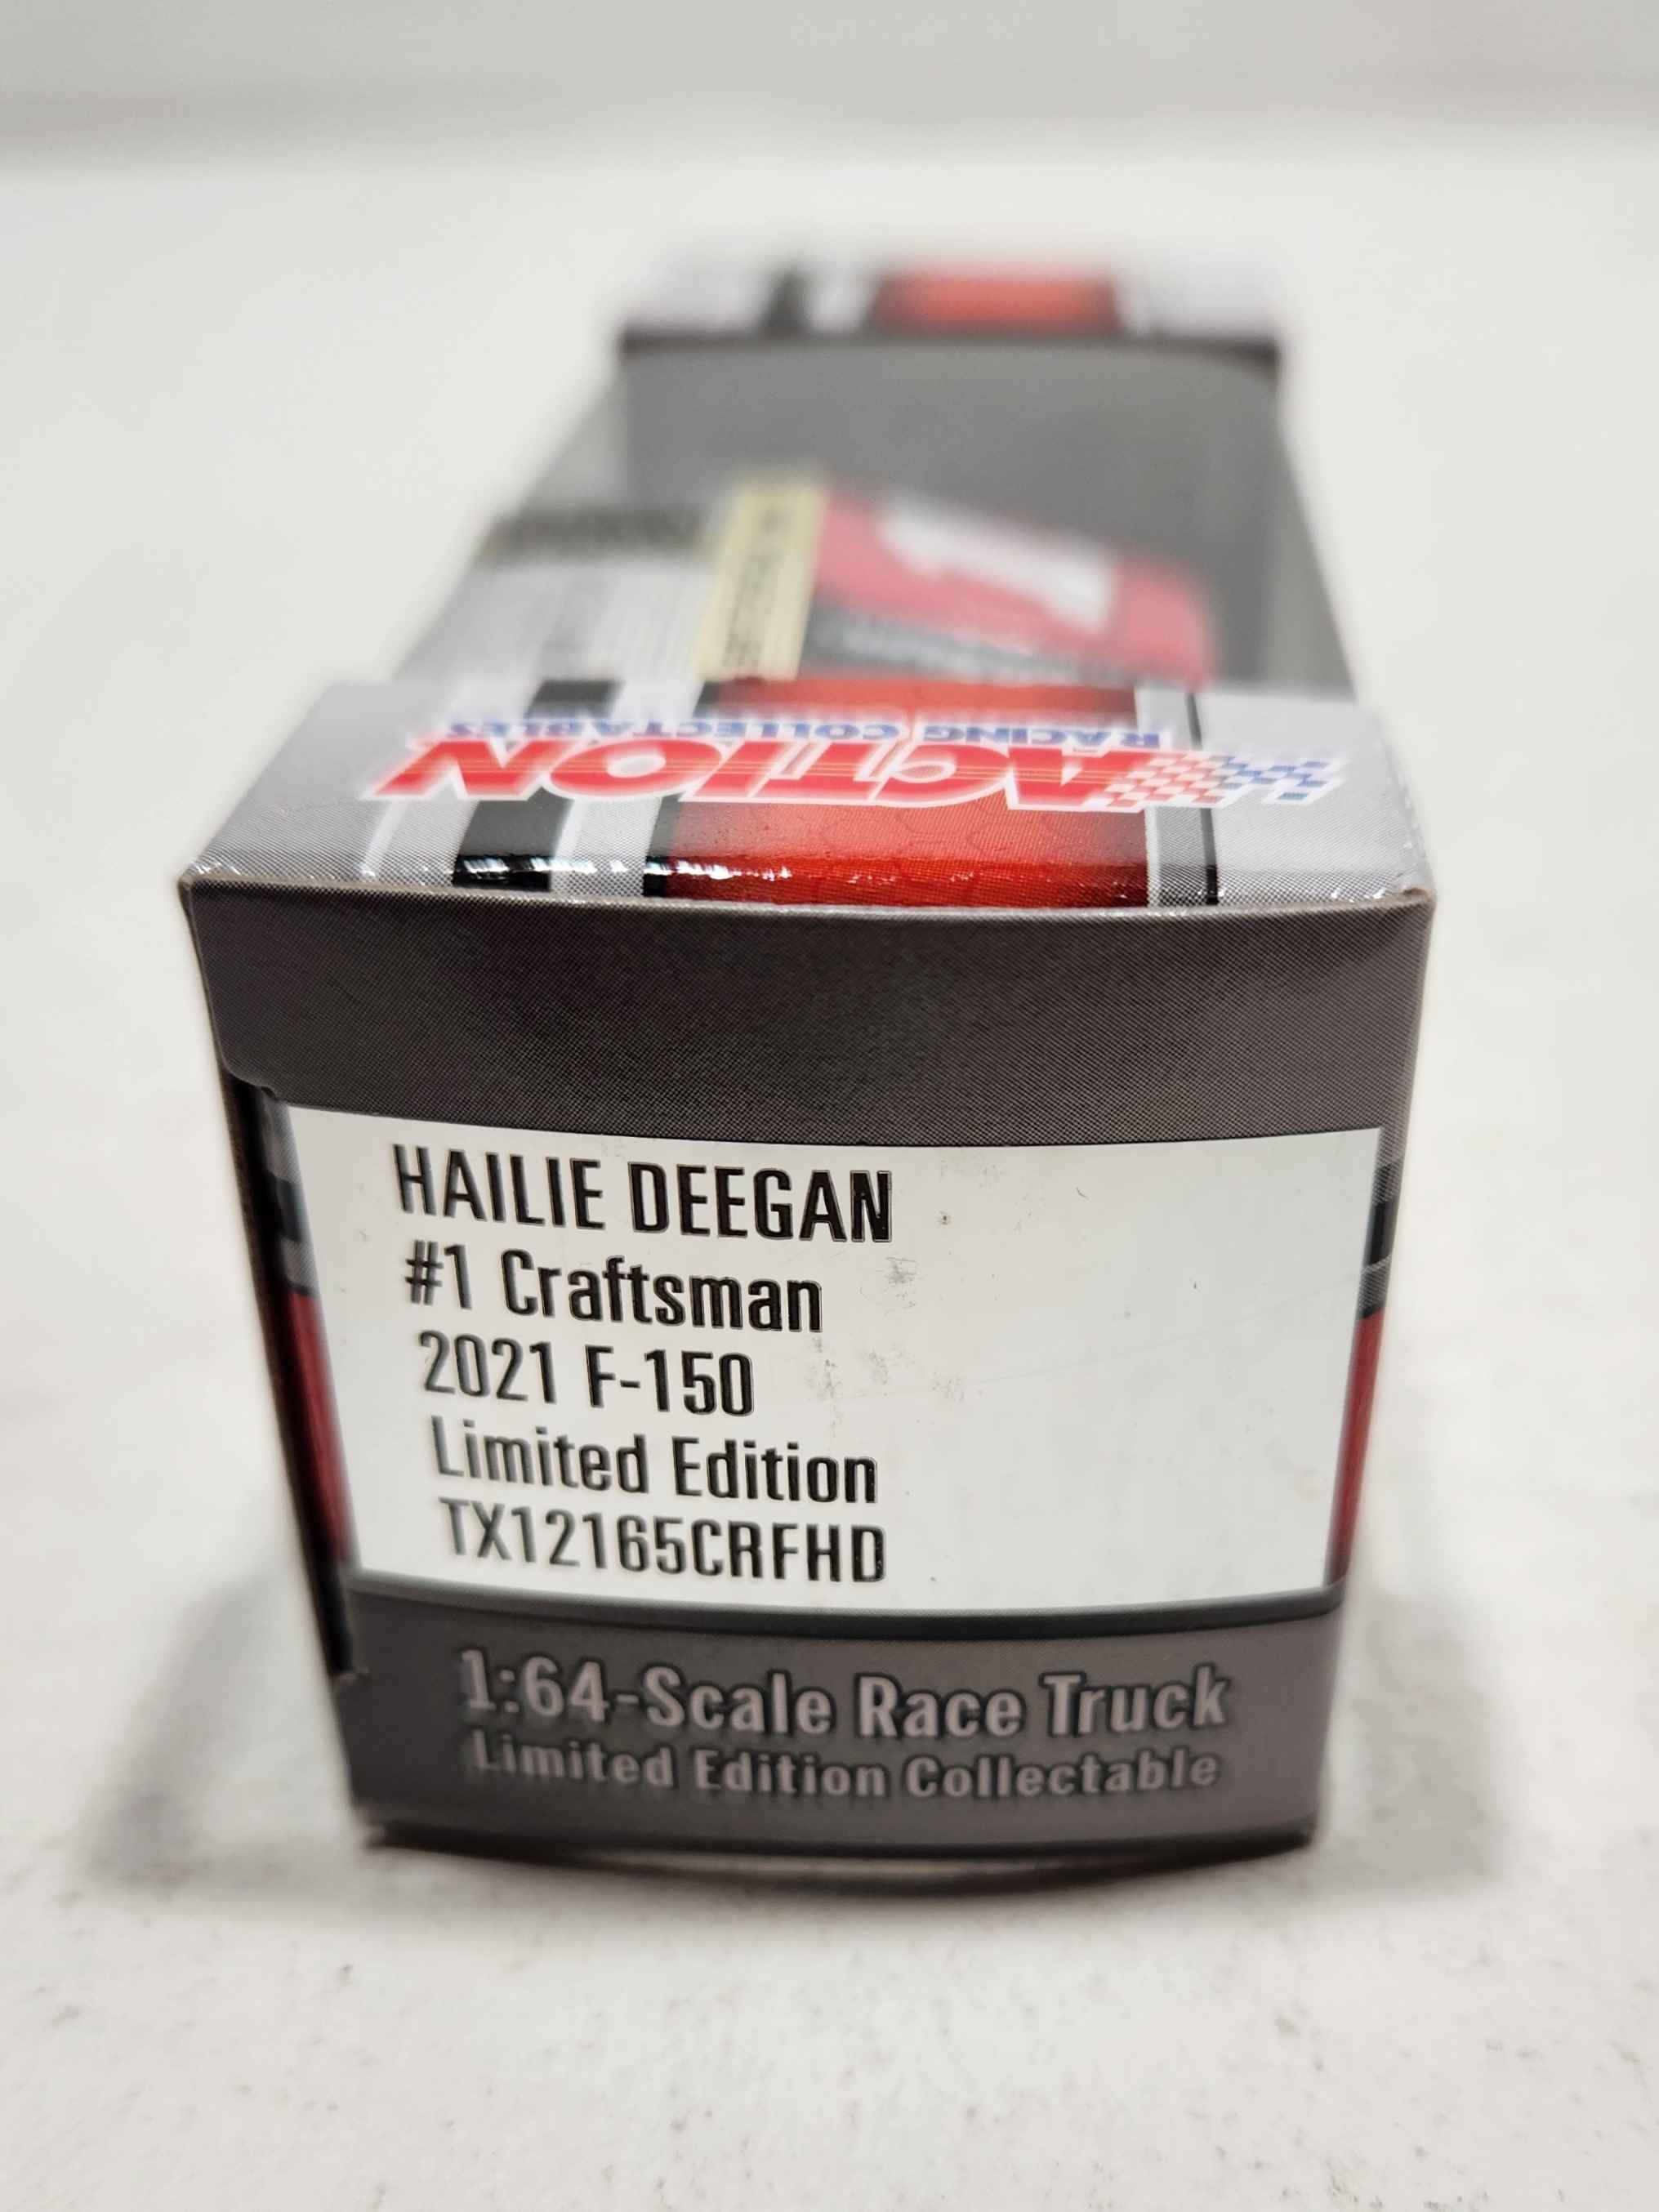 ACTION
RACING COLLECTABLES
HAILIE DEEGAN
#1 Craftsman
2021 F-150
Limited Edition
TX12165CRFHD
1:64-Scale Race Truck
Limited Edition Collectable